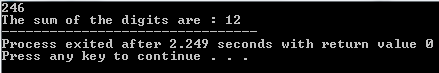 246
The sum of the digits are : 12
--------------------------------
Process exited after 2.249 seconds with return value 0
Press any key to continue . . .